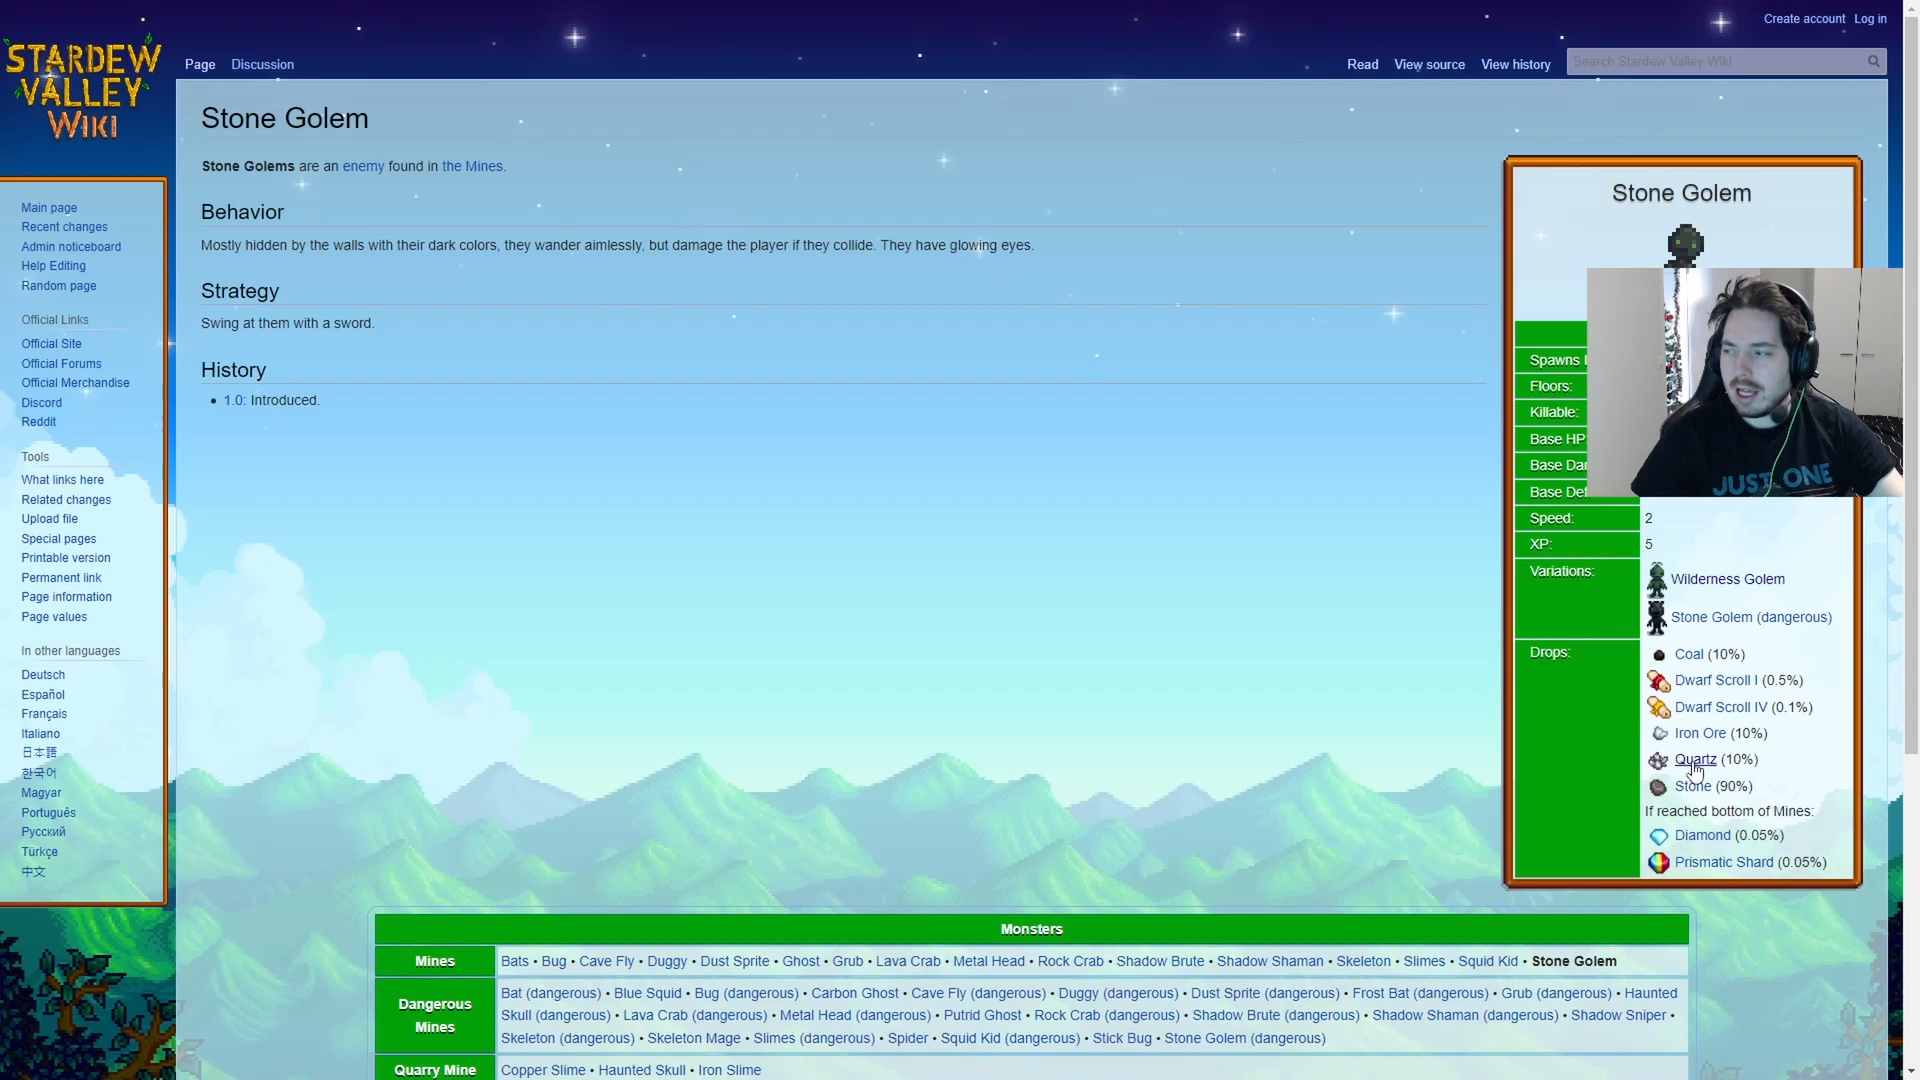 Create account Log in
STARDEW
VALLEY
WIKI
Page Discussion
Read View source View history
Search Stardew Valley Wiki
Stone Golem
Stone Golems are an enemy found in the Mines.
Behavior
Mostly hidden by the walls with their dark colors, they wander aimlessly, but damage the player if they collide. They have glowing eyes.
Strategy
Swing at them with a sword.
History
• 1.0: Introduced.
Main page
Recent changes
Admin noticeboard
Help Editing
Random page
Official Links
Official Site
Official Forums
Official Merchandise
Discord
Reddit
Tools
What links here
Related changes
Upload file
Special pages
Printable version
Permanent link
Page information
Page values
In other languages
Deutsch
Español
Français
Italiano
日本語
한국어
Magyar
Português
Русский
Türkçe
中文
Stone Golem
Spawns
Floors:
Killable:
Base HP
Base
Base
JUST ONE
Speed: 2
XP: 5
Variations: Wilderness Golem
Stone Golem (dangerous)
Drops: Coal (10%)
Dwarf Scroll I (0.5%)
Dwarf Scroll IV (0.1%)
Iron Ore (10%)
Quartz (10%)
Stone (90%)
If reached bottom of Mines:
Diamond (0.05%)
Prismatic Shard (0.05%)
Monsters
Mines Bats • Bug • Cave Fly • Duggy • Dust Sprite • Ghost • Grub • Lava Crab • Metal Head • Rock Crab • Shadow Brute • Shadow Shaman • Skeleton • Slimes • Squid Kid • Stone Golem
Dangerous Mines
Bat (dangerous) • Blue Squid • Bug (dangerous) • Carbon Ghost • Cave Fly (dangerous) • Duggy (dangerous) • Dust Sprite (dangerous) • Frost Bat (dangerous) • Grub (dangerous) • Haunted
Skull (dangerous) • Lava Crab (dangerous) • Metal Head (dangerous) • Putrid Ghost • Rock Crab (dangerous) • Shadow Brute (dangerous) • Shadow Shaman (dangerous) • Shadow Sniper •
Skeleton (dangerous) • Skeleton Mage • Slimes (dangerous) • Spider • Squid Kid (dangerous) • Stick Bug • Stone Golem (dangerous)
Quarry Mine Copper Slime • Haunted Skull • Iron Slime